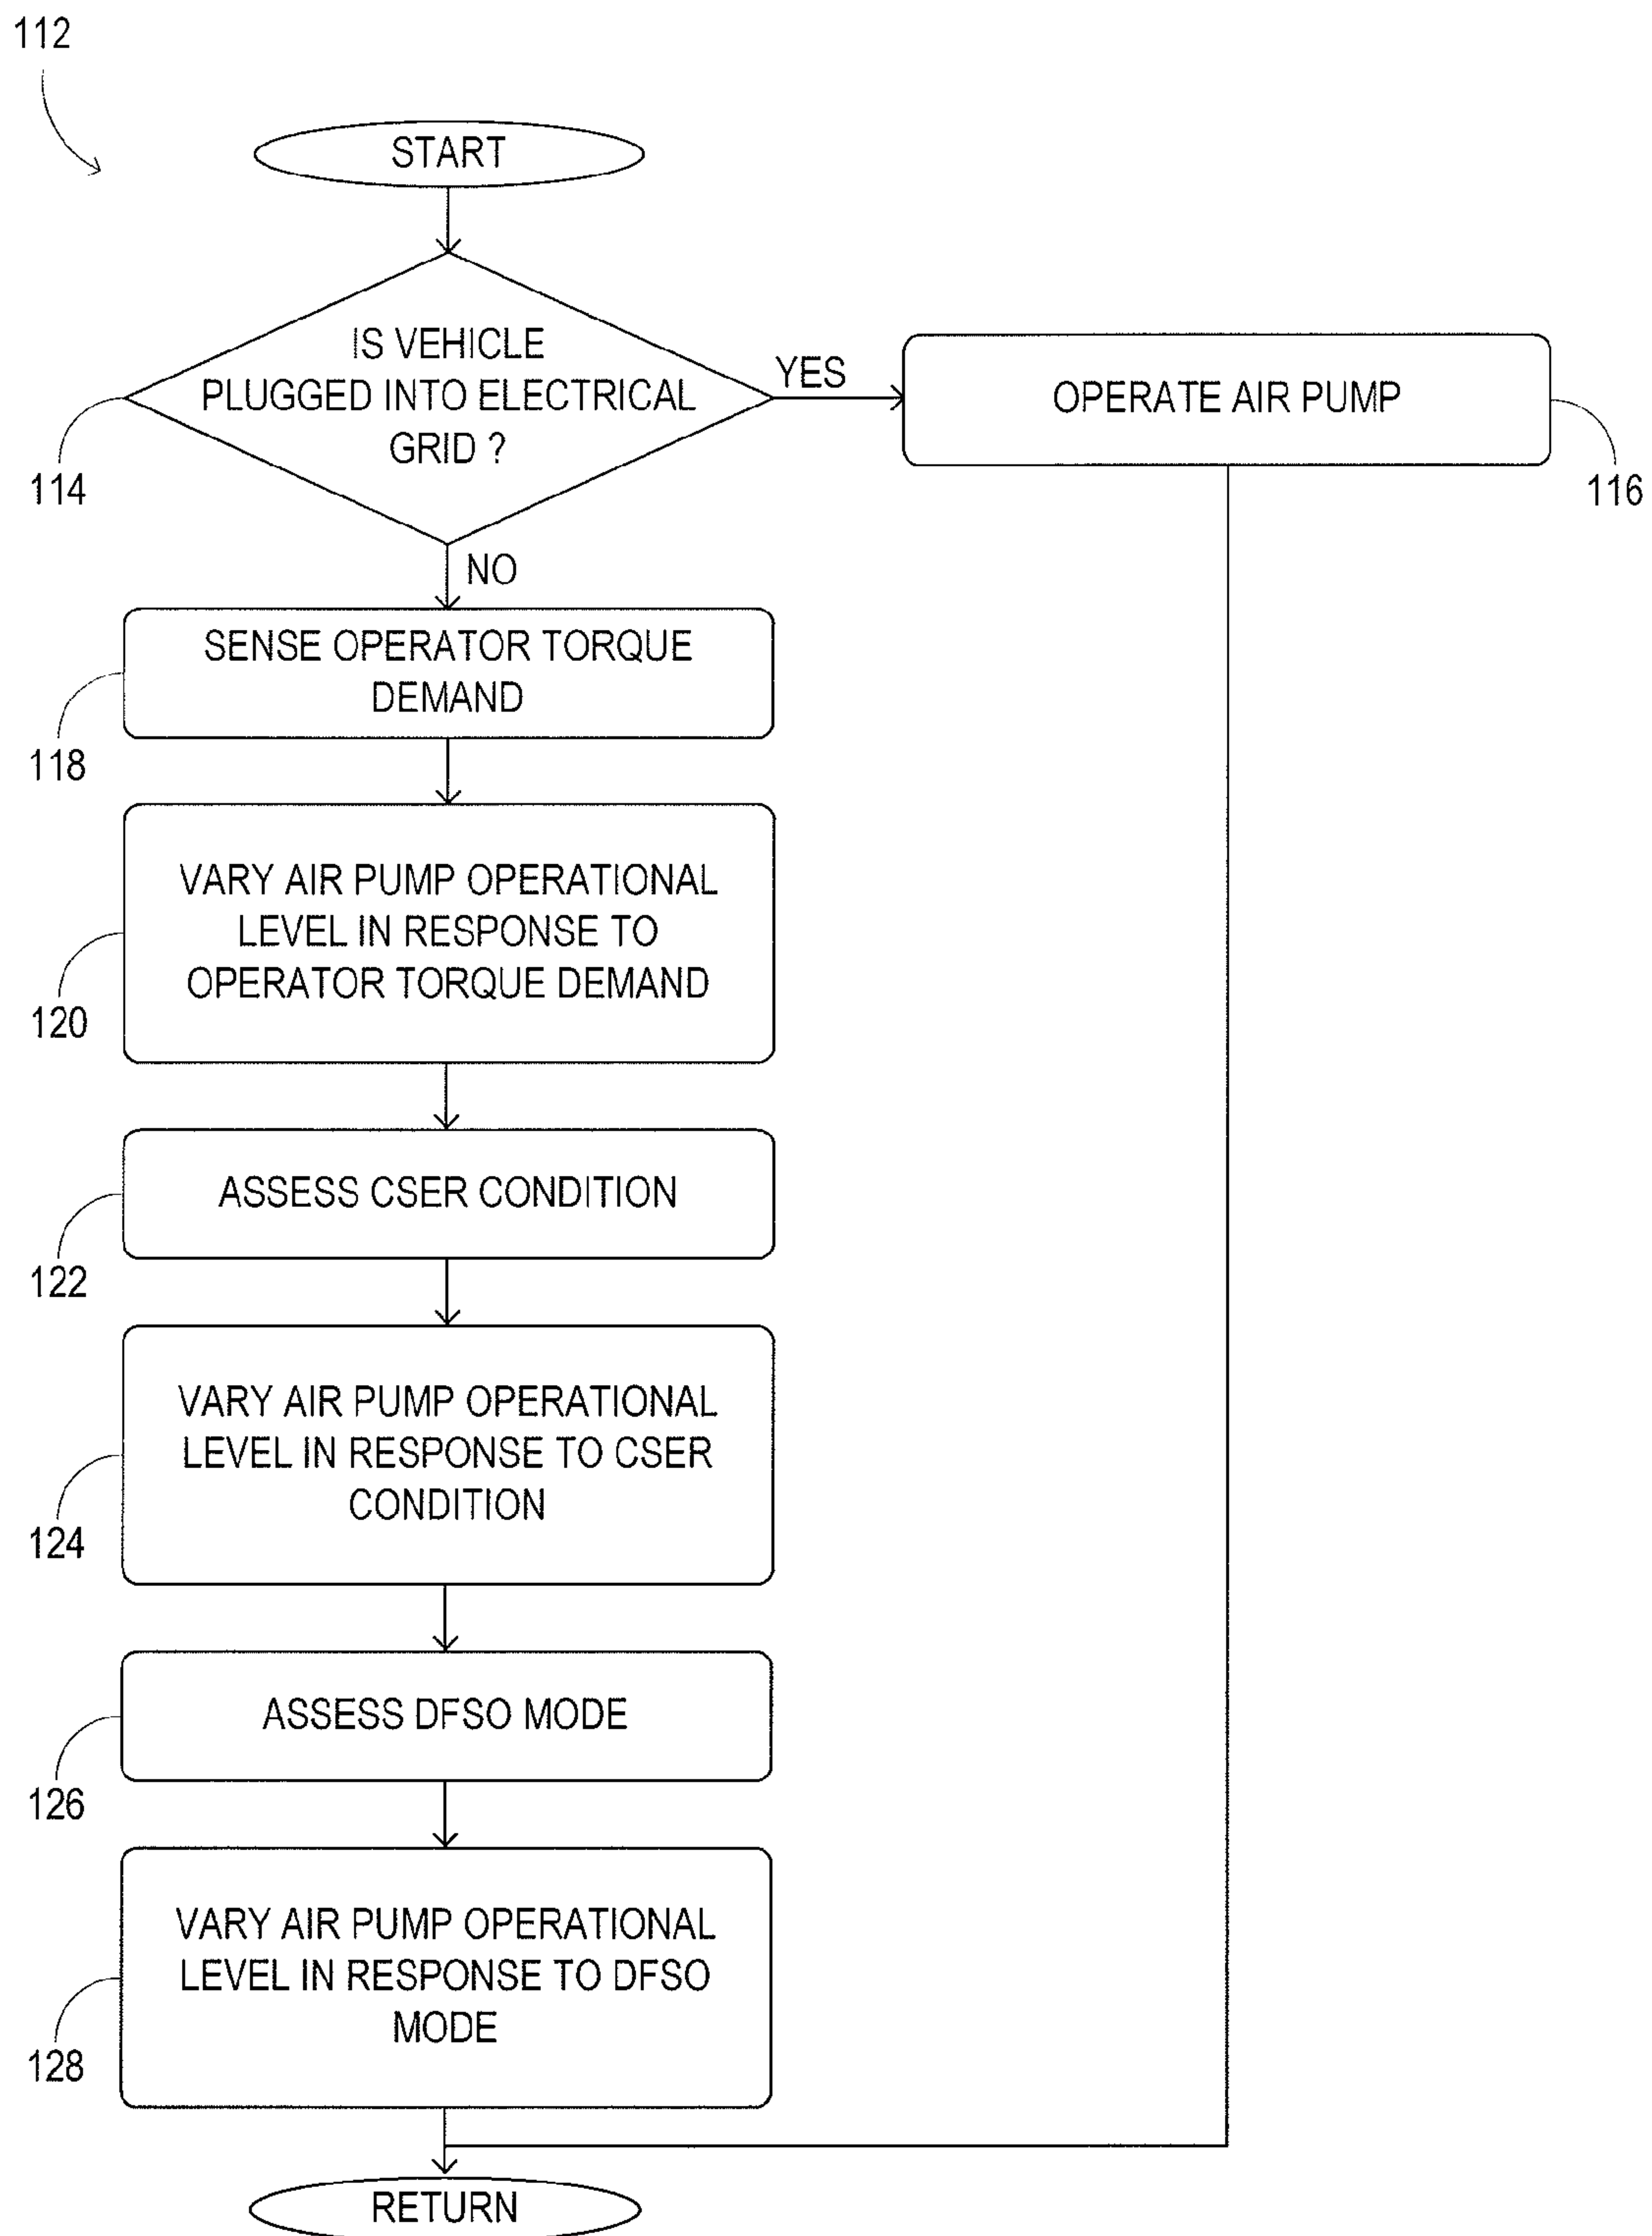 112
START
IS VEHICLE
PLUGGED INTO ELECTRICAL
GRID ?
YES
OPERATE AIR PUMP
114
116
NO
SENSE OPERATOR TORQUE
DEMAND
118
VARY AIR PUMP OPERATIONAL
LEVEL IN RESPONSE TO
OPERATOR TORQUE DEMAND
120
ASSESS CSER CONDITION
122
VARY AIR PUMP OPERATIONAL
LEVEL IN RESPONSE TO CSER
CONDITION
124
ASSESS DFSO MODE
126
VARY AIR PUMP OPERATIONAL
LEVEL IN RESPONSE TO DFSO
MODE
128
RETURN